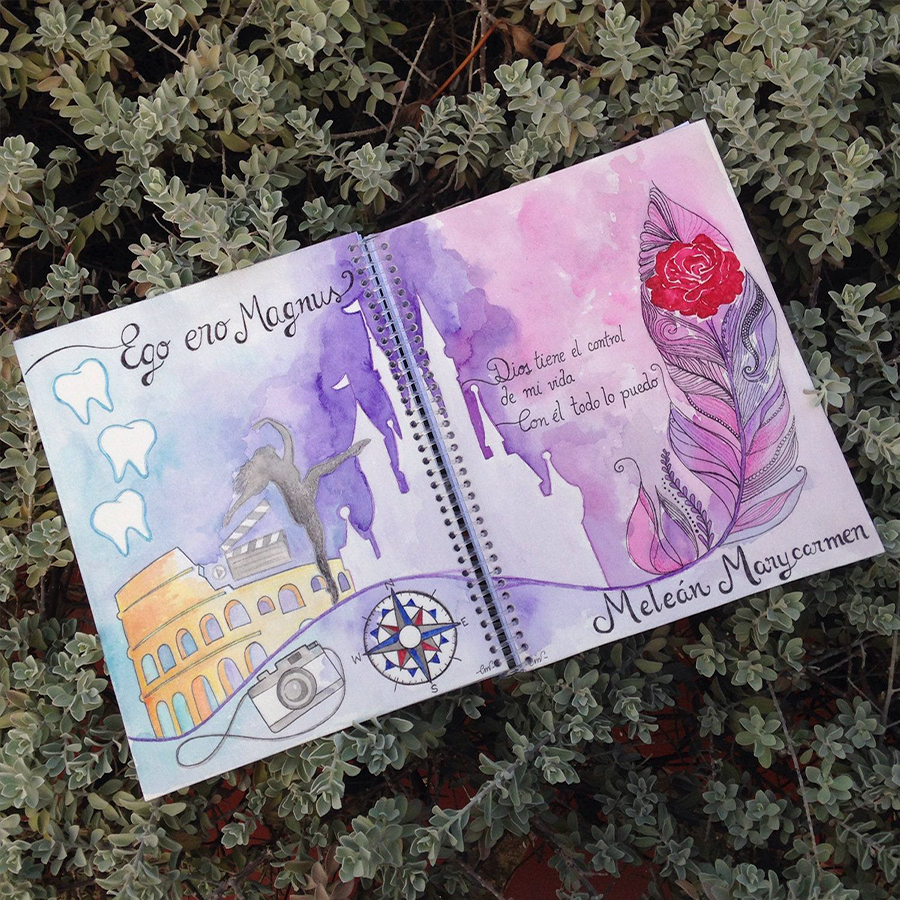 Ego ero Magnus
Dios tiene el control
de mi vida
Con él todo lo puedo
N
E
W
S
Meleán Marycarmen